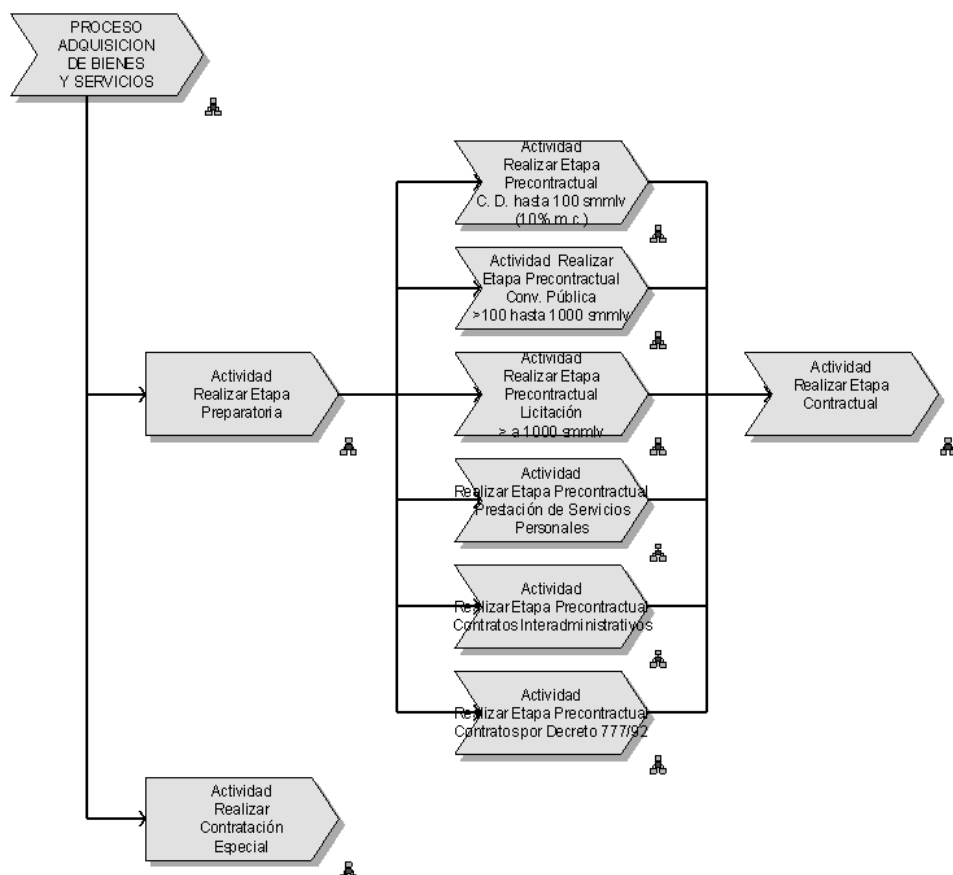 PROCESO
ADQUISICION
DE BIENES
Y SERVICIOS
Actividad
Realizar Etapa
Precontractual
C. D. hasta 100 smmlv
(10% m.c.)
Actividad Realizar
Etapa Precontractual
Conv. Pública
>100 hasta 1000 smmlv
Actividad
Realizar Etapa
Preparatoria
Actividad
Realizar Etapa
Precontractual
Licitación
> a 1000 smmlv
Actividad
Realizar Etapa
Contractual
Actividad
Realizar Etapa Precontractual
Prestación de Servicios
Personales
Actividad
Realizar Etapa Precontractual
Contratos Interadministrativos
Actividad
Realizar Etapa Precontractual
Contratos por Decreto 777/92
Actividad
Realizar
Contratación
Especial